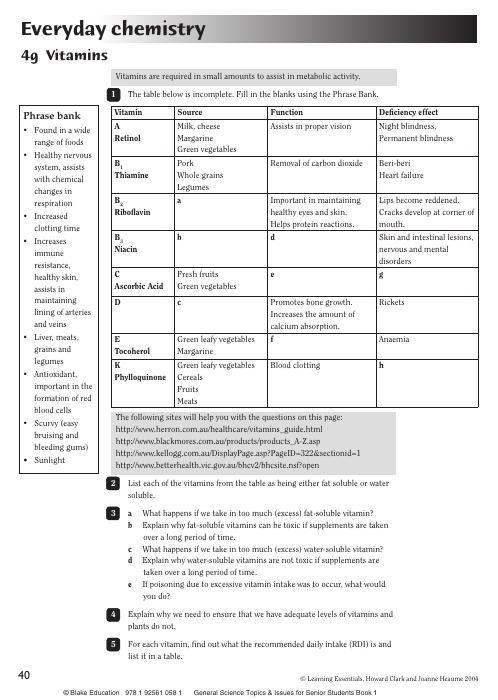 Everyday chemistry
4g Vitamins
Vitamins are required in small amounts to assist in metabolic activity.
1 The table below is incomplete. Fill in the blanks using the Phrase Bank.
Phrase bank
• Found in a wide
range of foods
• Healthy nervous
system, assists
with chemical
changes in
respiration
• Increased
clotting time
• Increases
immune
resistance,
healthy skin,
assists in
maintaining
lining of arteries
and veins
• Liver, meats,
grains and
legumes
• Antioxidant,
important in the
formation of red
blood cells
• Scurvy (easy
bruising and
bleeding gums)
• Sunlight
Vitamin Source Function Deficiency effect
A Milk, cheese Assists in proper vision Night blindness,
Retinol Margarine Permanent blindness
Green vegetables
B1 Pork Removal of carbon dioxide Beri-beri
Thiamine Whole grains Heart failure
Legumes
B2 a Important in maintaining Lips become reddened.
Riboflavin healthy eyes and skin. Cracks develop at corner of
Helps protein reactions. mouth.
B3 b d Skin and intestinal lesions,
Niacin nervous and mental
disorders
C Fresh fruits e g
Ascorbic Acid Green vegetables
D c Promotes bone growth. Rickets
Increases the amount of
calcium absorption.
E Green leafy vegetables f Anaemia
Tocoherol Margarine
K Green leafy vegetables Blood clotting h
Phylloquinone Cereals
Fruits
Meats
The following sites will help you with the questions on this page:
http://www.herron.com.au/healthcare/vitamins_guide.html
http://www.blackmores.com.au/products/products_A-Z.asp
http://www.kellogg.com.au/DisplayPage.asp?PageID=322&sectionid=1
http://www.betterhealth.vic.gov.au/bhcv2/bhcsite.nsf?open
2 List each of the vitamins from the table as being either fat soluble or water
soluble.
3 a What happens if we take in too much (excess) fat-soluble vitamin?
b Explain why fat-soluble vitamins can be toxic if supplements are taken
over a long period of time.
c What happens if we take in too much (excess) water-soluble vitamin?
d Explain why water-soluble vitamins are not toxic if supplements are
taken over a long period of time.
e If poisoning due to excessive vitamin intake was to occur, what would
you do?
4 Explain why we need to ensure that we have adequate levels of vitamins and
plants do not.
5 For each vitamin, find out what the recommended daily intake (RDI) is and
list it in a table.
40
© Learning Essentials, Howard Clark and Joanne Heaume 2004
© Blake Education 978 1 92561 058 1 General Science Topics & Issues for Senior Students Book 1